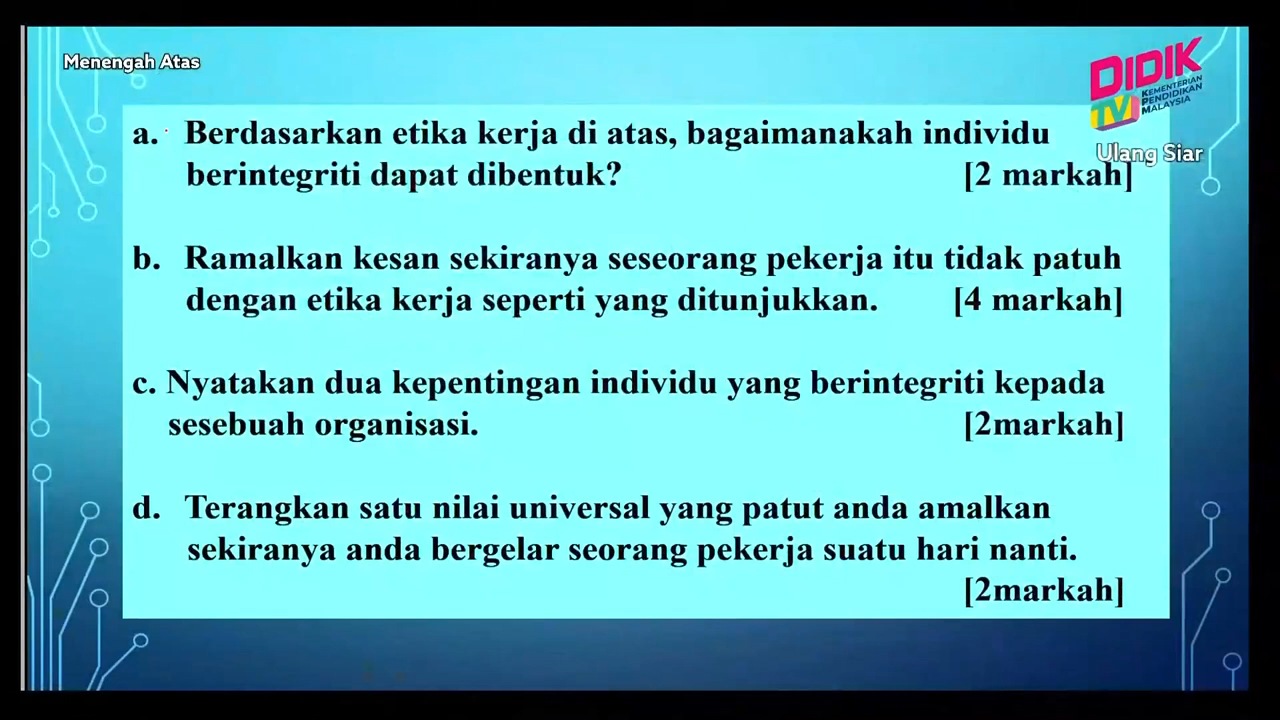 Menengah Atas
DIDIK
TV
KEMENTERIAN
PENDIDIKAN
MALAYSIA
Ulang Siar
a. Berdasarkan etika kerja di atas, bagaimanakah individu
berintegriti dapat dibentuk? [2 markah]
b. Ramalkan kesan sekiranya seseorang pekerja itu tidak patuh
dengan etika kerja seperti yang ditunjukkan. [4 markah]
c. Nyatakan dua kepentingan individu yang berintegriti kepada
sesebuah organisasi. [2markah]
d. Terangkan satu nilai universal yang patut anda amalkan
sekiranya anda bergelar seorang pekerja suatu hari nanti.
[2markah]